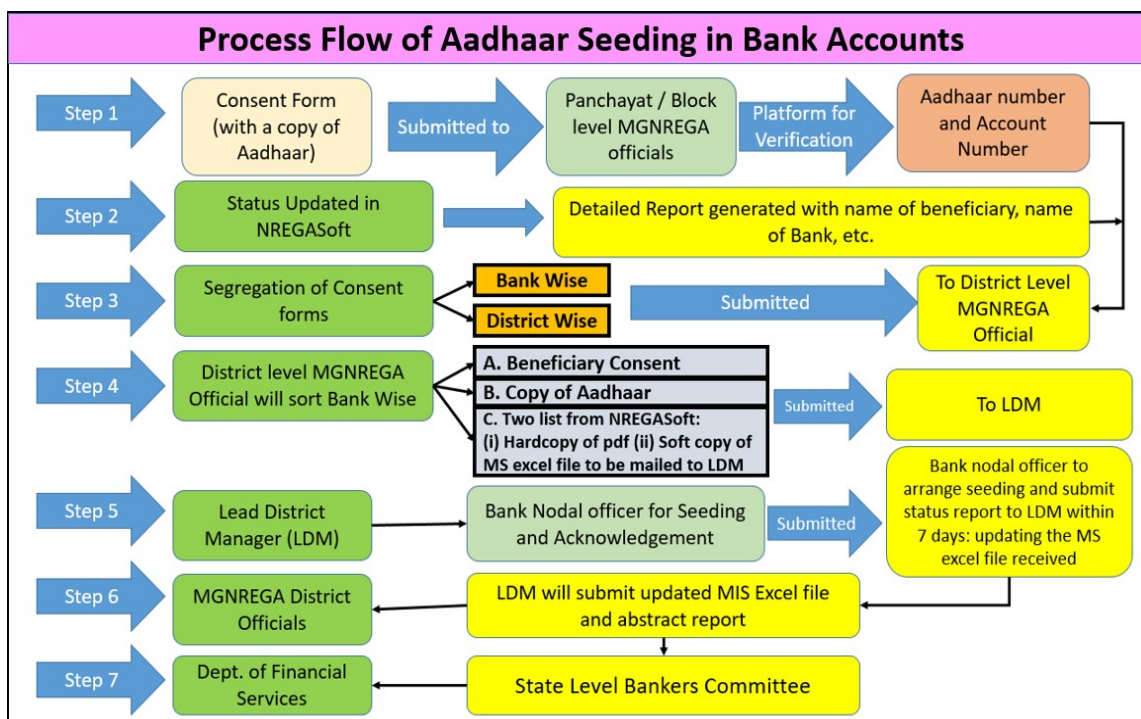 Process Flow of Aadhaar Seeding in Bank Accounts
Step 1
Consent Form
(with a copy of
Aadhaar)
Submitted to
Panchayat / Block
level MGNREGA
officials
Platform for
Verification
Aadhaar number
and Account
Number
Step 2
Status Updated in
NREGASoft
Detailed Report generated with name of beneficiary, name
of Bank, etc.
Step 3
Segregation of Consent
forms
Bank Wise
District Wise
Submitted
To District Level
MGNREGA
Official
Step 4
District level MGNREGA
Official will sort Bank Wise
A. Beneficiary Consent
B. Copy of Aadhaar
C. Two list from NREGASoft:
(i) Hardcopy of pdf (ii) Soft copy of
MS excel file to be mailed to LDM
Submitted
To LDM
Step 5
Lead District
Manager (LDM)
Bank Nodal officer for Seeding
and Acknowledgement
Submitted
Bank nodal officer to
arrange seeding and submit
status report to LDM within
7 days: updating the MS
excel file received
Step 6
MGNREGA District
Officials
LDM will submit updated MIS Excel file
and abstract report
Step 7
Dept. of Financial
Services
State Level Bankers Committee